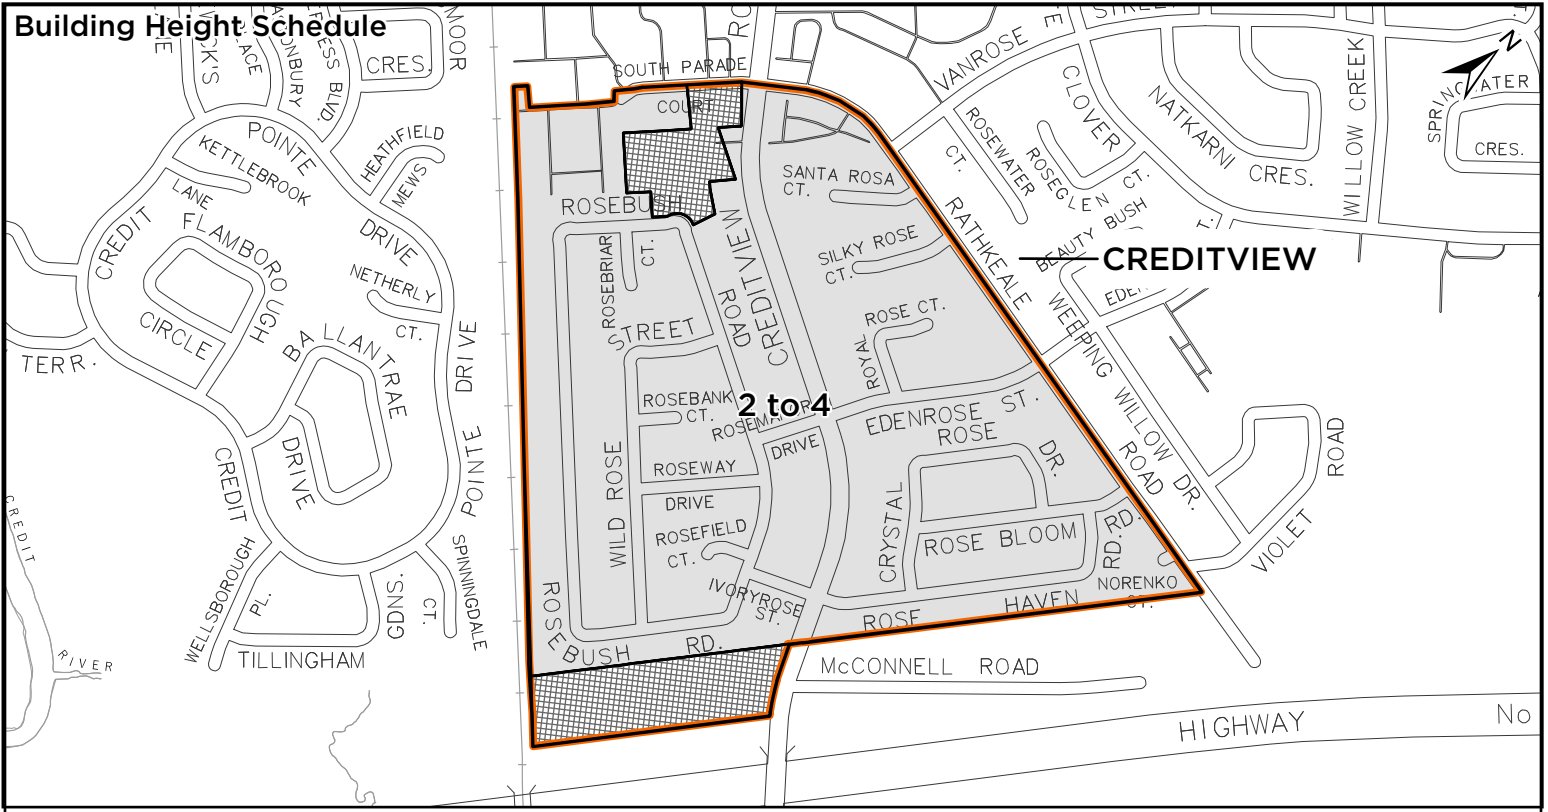 Building Height Schedule
CRES.
MOOR
SOUTH PARADE
COURT
VANROSE
CLOVER
NATKARNI
CRES.
WILLOW CREEK
CRES.
N
POINTE
HEATHFIELD
MEWS
KETTLEBROOK
LANE
CREDIT
FLAMBOROUGH
CIRCLE
DRIVE
NETHERLY
CT.
TERR.
BALLANTRAE
DRIVE
CREDIT
POINTE DRIVE
WELLSBOROUGH
PL.
TILLINGHAM
GDNS.
SPINNINGDALE
CT.
CREDIT
RIVER
ROSEBUSH
ROSEBRIAR
CT.
STREET
WILD ROSE
ROSEBANK
CT.
ROSEWAY
DRIVE
ROSEFIELD
CT.
IVORYROSE
ST.
ROSEBUSH RD.
CREDITVIEW
ROAD
CREDITVIEW
2 to 4
DRIVE
SANTA ROSA
CT.
SILKY ROSE
CT.
ROYAL ROSE CT.
EDENROSE ST.
CRYSTAL ROSE DR.
ROSE BLOOM
RD.
RD.
NORENKO
ROSE HAVEN
ROSEWATER
CT.
ROSEGLEN
CT.
BEAUTY BUSH
RATHKEALE
ROAD
WEEPING WILLOW DR.
VIOLET
ROAD
McCONNELL ROAD
HIGHWAY No